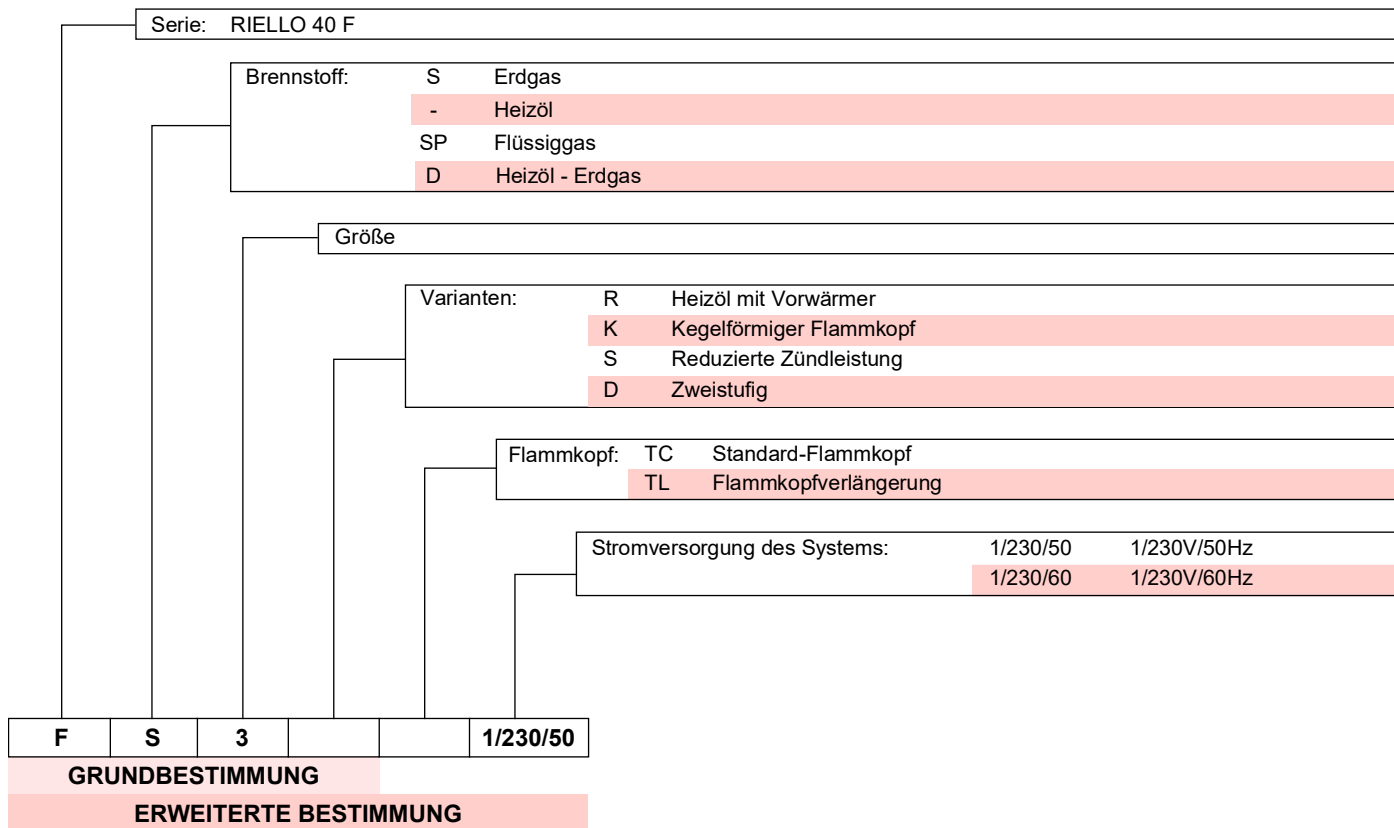 Serie: RIELLO 40 F
Brennstoff: S Erdgas
- Heizöl
SP Flüssiggas
D Heizöl - Erdgas
Größe
Varianten: R Heizöl mit Vorwärmer
K Kegelförmiger Flammkopf
S Reduzierte Zündleistung
D Zweistufig
Flammkopf: TC Standard-Flammkopf
TL Flammkopfverlängerung
Stromversorgung des Systems: 1/230/50 1/230V/50Hz
1/230/60 1/230V/60Hz
F S 3 1/230/50
GRUNDBESTIMMUNG
ERWEITERTE BESTIMMUNG